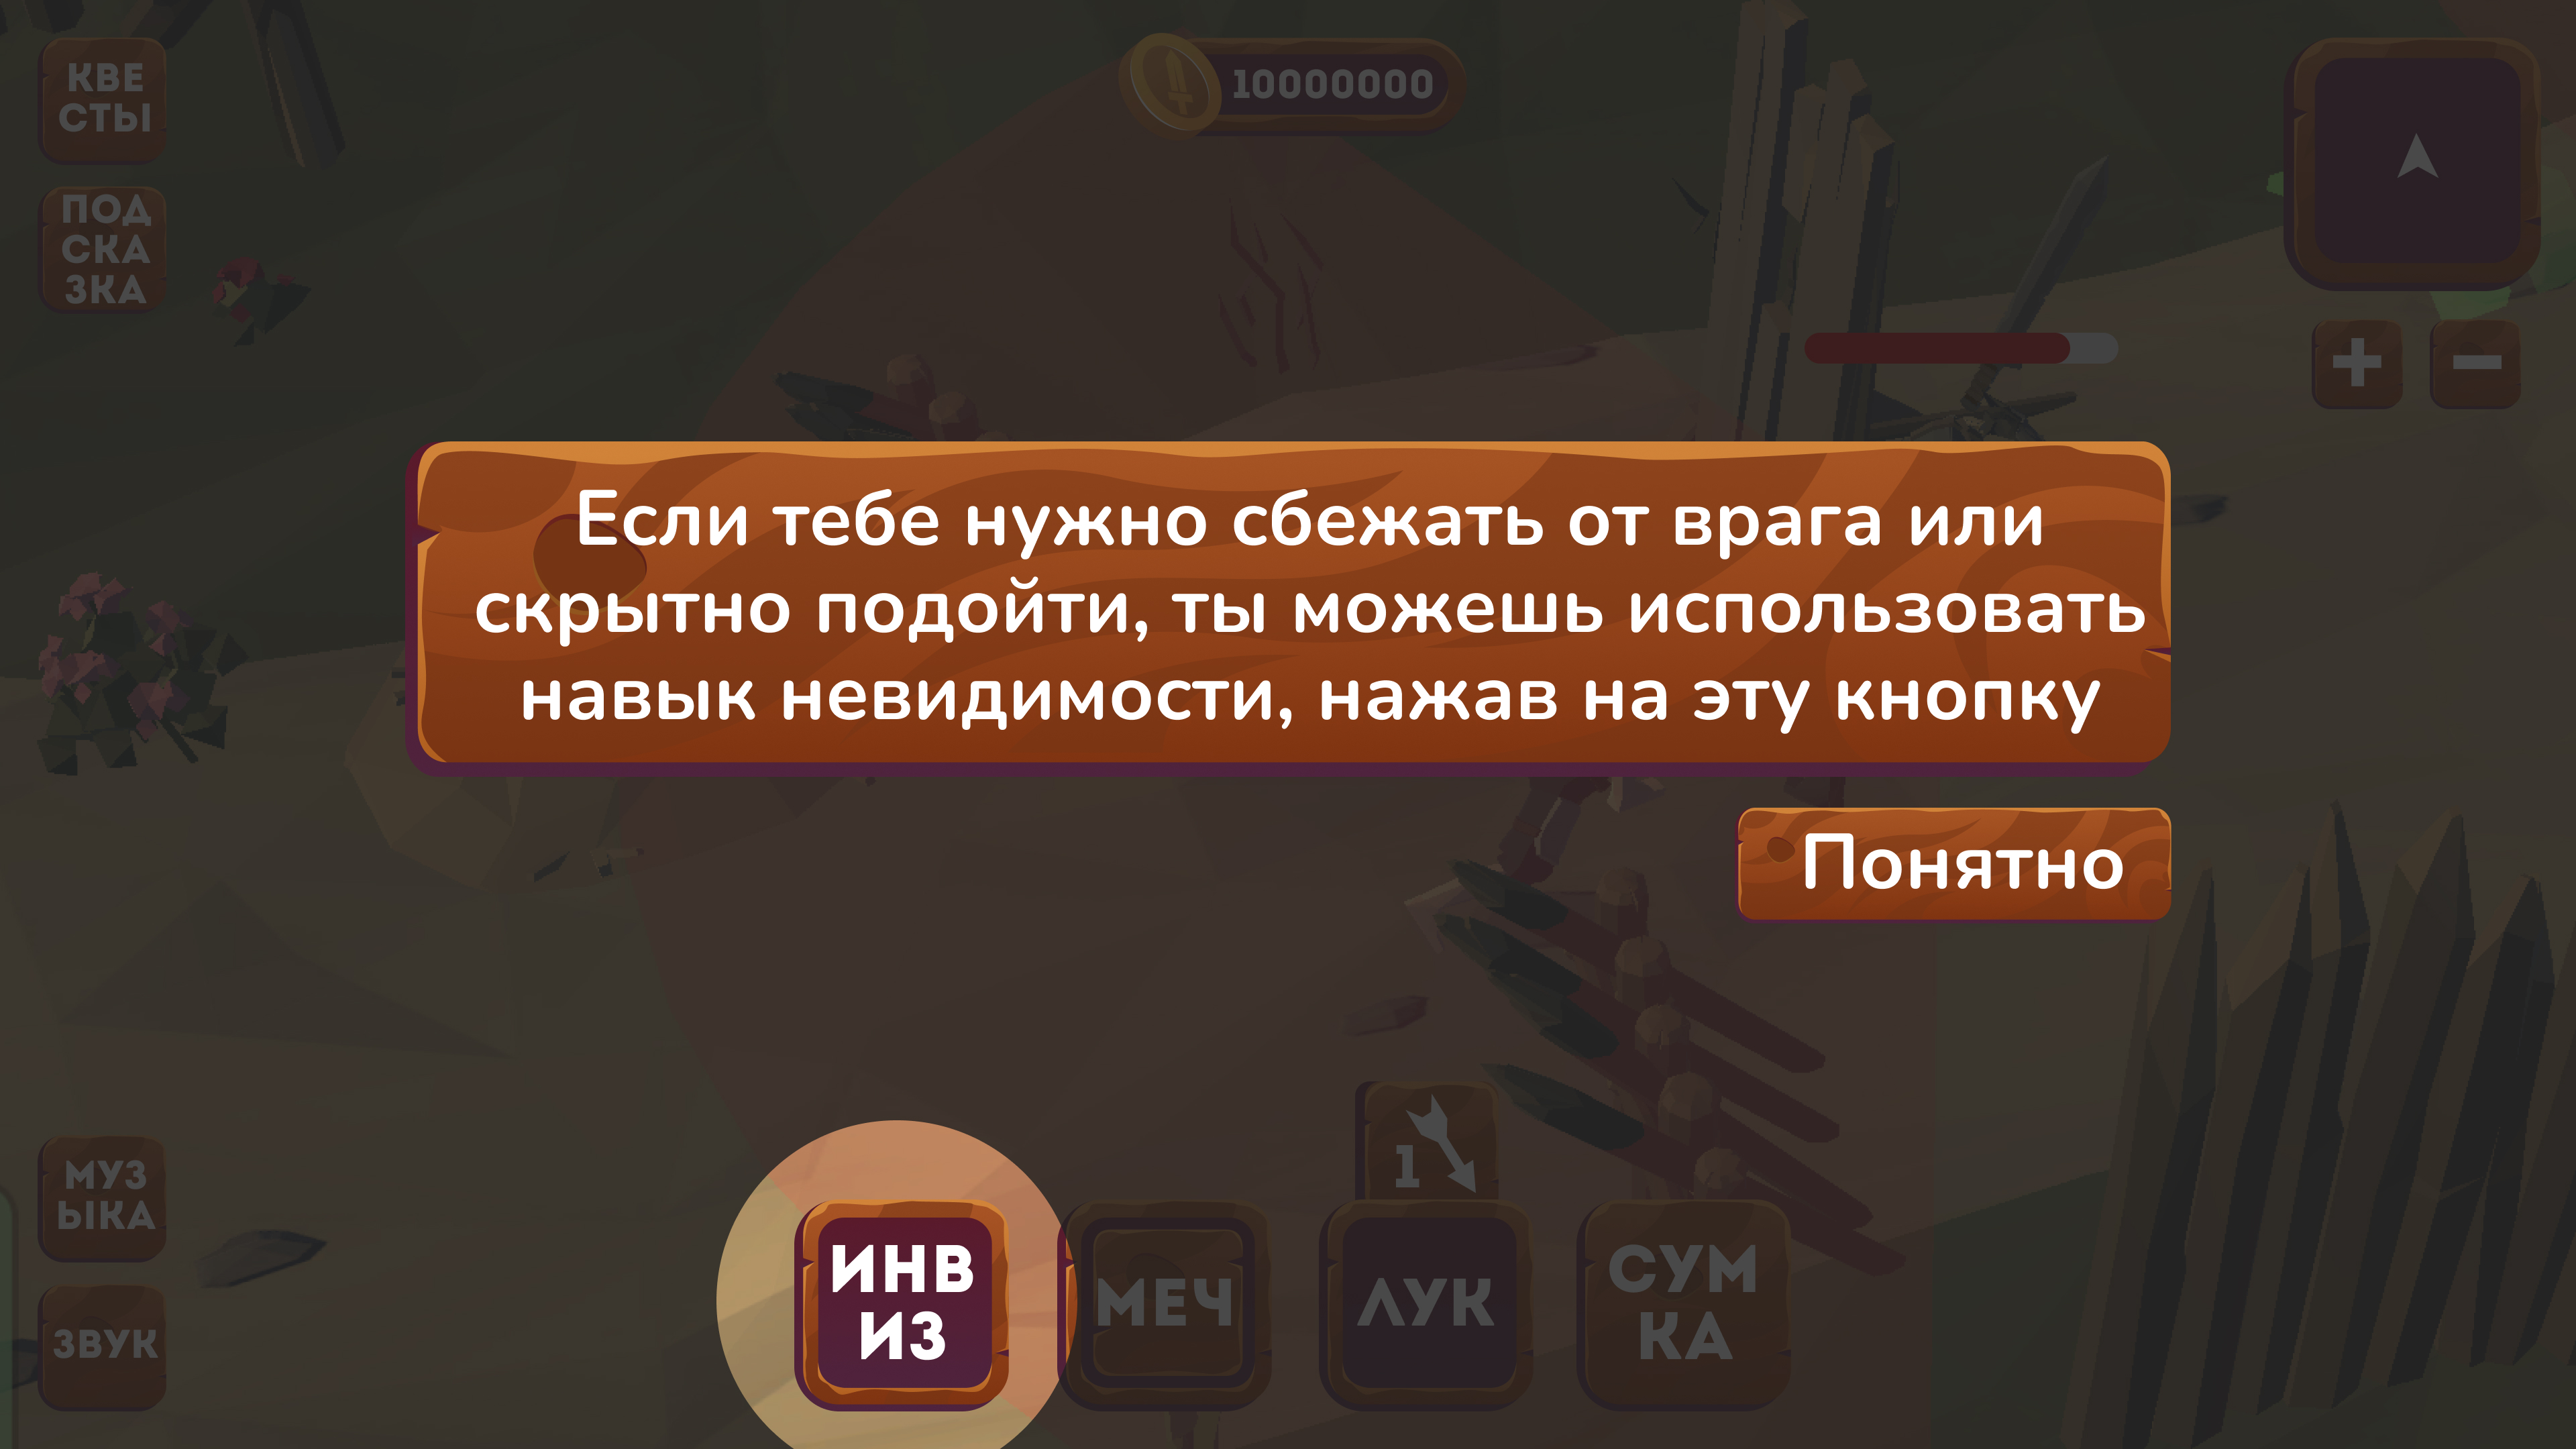 КВЕ
СТЫ
10000000
ПОД
СКА
ЗКА
Если тебе нужно сбежать от врага или
скрытно подойти, ты можешь использовать
навык невидимости, нажав на эту кнопку
Понятно
МУЗ
ЫКА
ЗВУК
1
ИНВ
ИЗ
МЕЧ
ЛУК
СУМ
КА